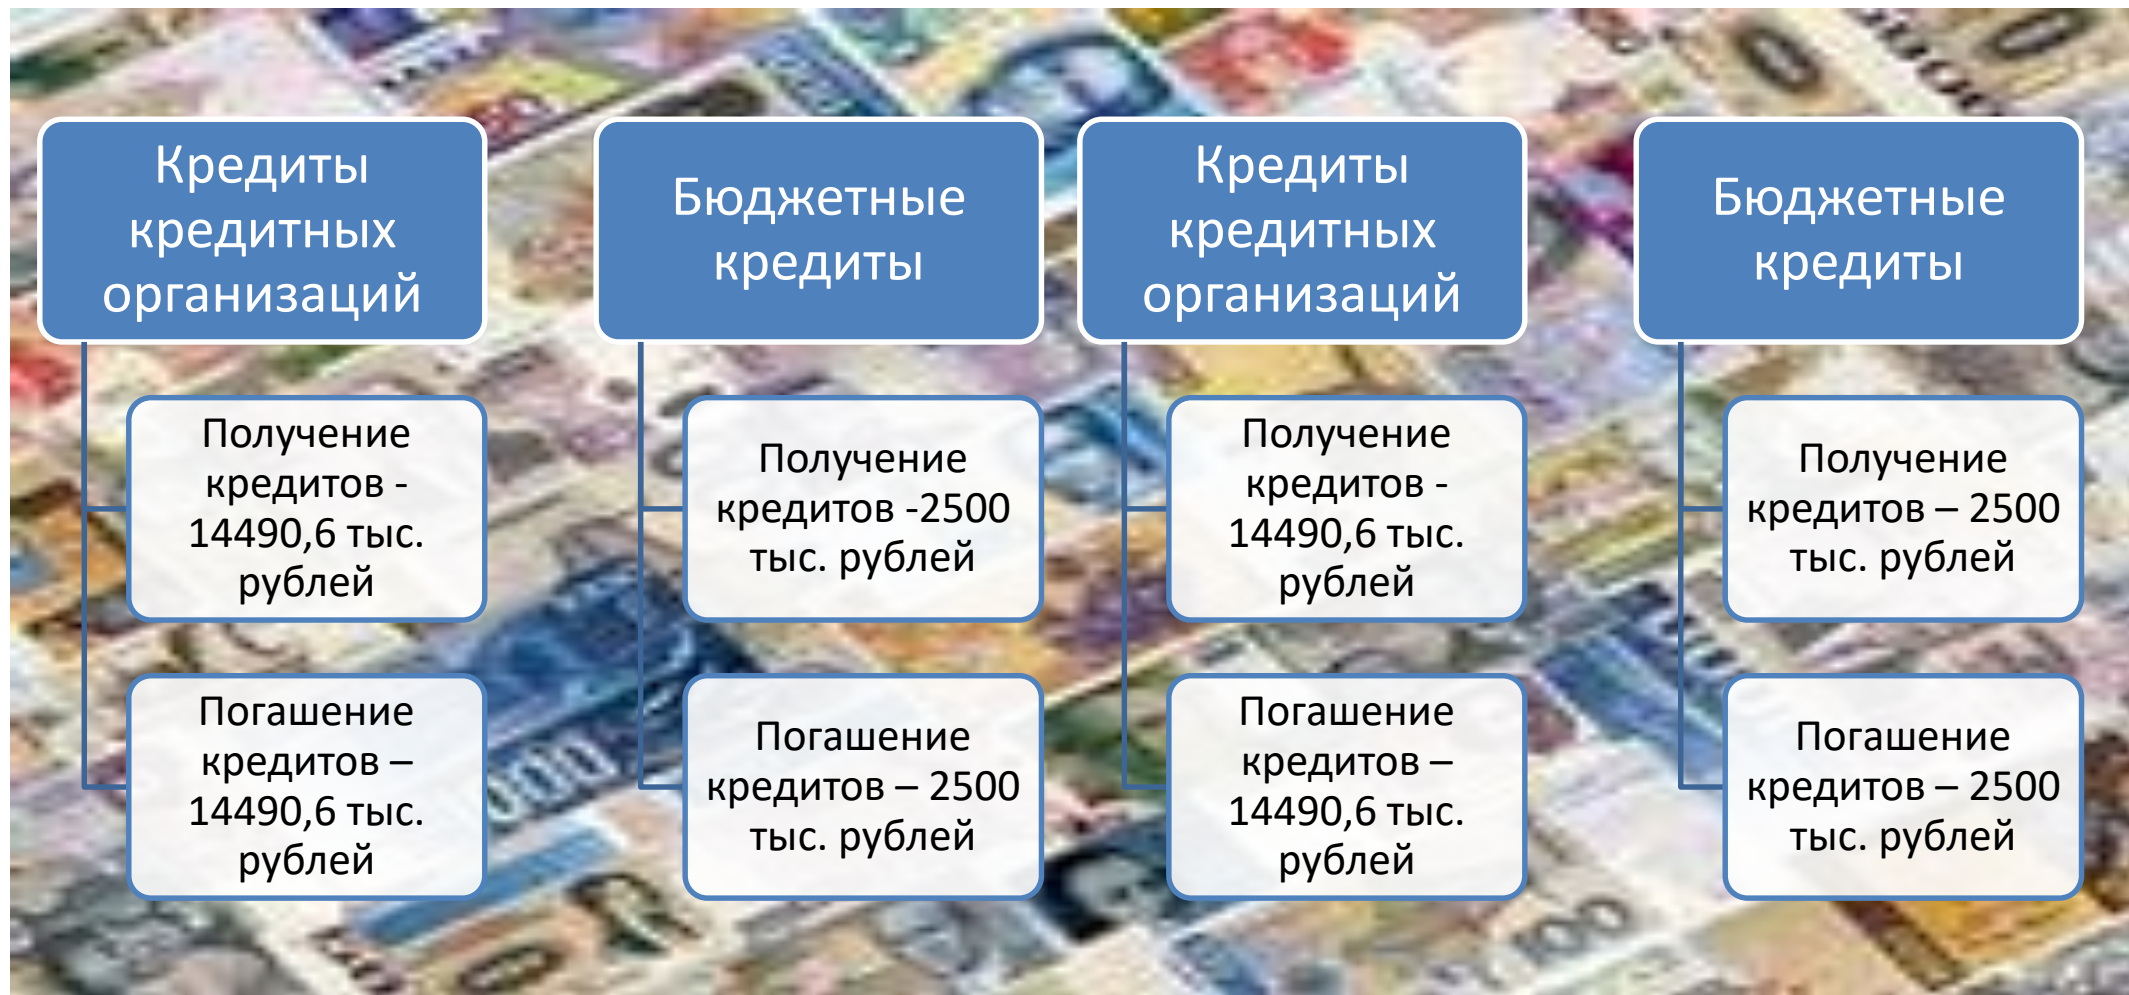 Кредиты
кредитных
организаций
Получение
кредитов -
14490,6 тыс.
рублей
Погашение
кредитов –
14490,6 тыс.
рублей
Бюджетные
кредиты
Получение
кредитов -2500
тыс. рублей
Погашение
кредитов – 2500
тыс. рублей
Кредиты
кредитных
организаций
Получение
кредитов -
14490,6 тыс.
рублей
Погашение
кредитов –
14490,6 тыс.
рублей
Бюджетные
кредиты
Получение
кредитов – 2500
тыс. рублей
Погашение
кредитов – 2500
тыс. рублей